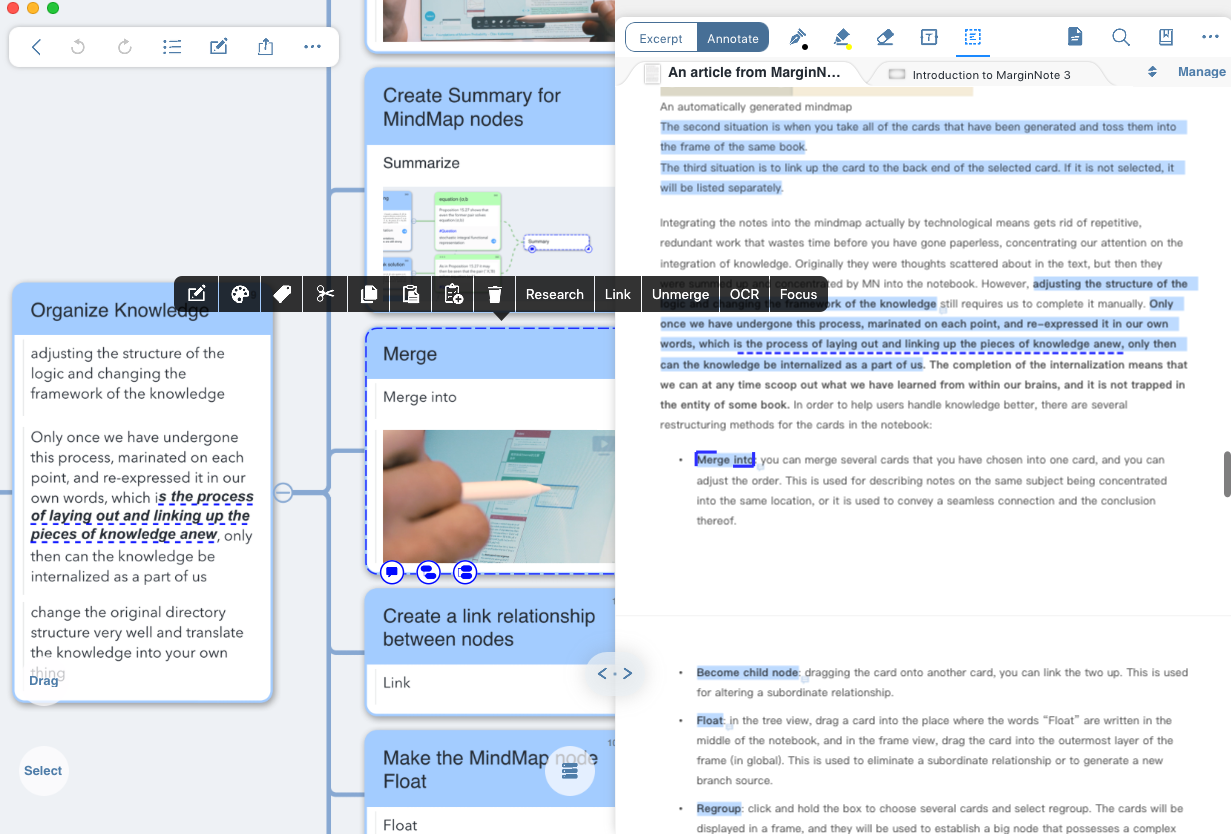 Create Summary for
MindMap nodes
Summarize
equation (o.b)
#Question
Summary
solution
Research
Link
Unmerge
OCR
Focus
Organize Knowledge
adjusting the structure of the
logic and changing the
framework of the knowledge
Only once we have undergone
this process, marinated on each
point, and re-expressed it in our
own words, which is the process
of laying out and linking up the
pieces of knowledge anew, only
then can the knowledge be
internalized as a part of us
change the original directory
structure very well and translate
the knowledge into your own
thing
Drag
Select
Merge
Merge into
Create a link relationship
between nodes
Link
Make the MindMap node
Float
Float
Excerpt
Annotate
An article from MarginN...
Introduction to MarginNote 3
Manage
An automatically generated mindmap
The second situation is when you take all of the cards that have been generated and toss them into
the frame of the same book.
The third situation is to link up the card to the back end of the selected card. If it is not selected, it
will be listed separately.
Integrating the notes into the mindmap actually by technological means gets rid of repetitive,
redundant work that wastes time before you have gone paperless, concentrating our attention on the
integration of knowledge. Originally they were thoughts scattered about in the text, but then they
were summed up and concentrated by MN into the notebook. However, adjusting the structure of the
logic and changing the framework of the knowledge still requires us to complete it manually. Only
once we have undergone this process, marinated on each point, and re-expressed it in our own
words, which is the process of laying out and linking up the pieces of knowledge anew, only then
can the knowledge be internalized as a part of us. The completion of the internalization means that
we can at any time scoop out what we have learned from within our brains, and it is not trapped in
the entity of some book. In order to help users handle knowledge better, there are several
restructuring methods for the cards in the notebook:
• Merge into: you can merge several cards that you have chosen into one card, and you can
adjust the order. This is used for describing notes on the same subject being concentrated
into the same location, or it is used to convey a seamless connection and the conclusion
thereof.
• Become child node: dragging the card onto another card, you can link the two up. This is used
for altering a subordinate relationship.
• Float: in the tree view, drag a card into the place where the words “Float” are written in the
middle of the notebook, and in the frame view, drag the card into the outermost layer of the
frame (in global). This is used to eliminate a subordinate relationship or to generate a new
branch source.
• Regroup: click and hold the box to choose several cards and select regroup. The cards will be
displayed in a frame, and they will be used to establish a big node that possesses a complex